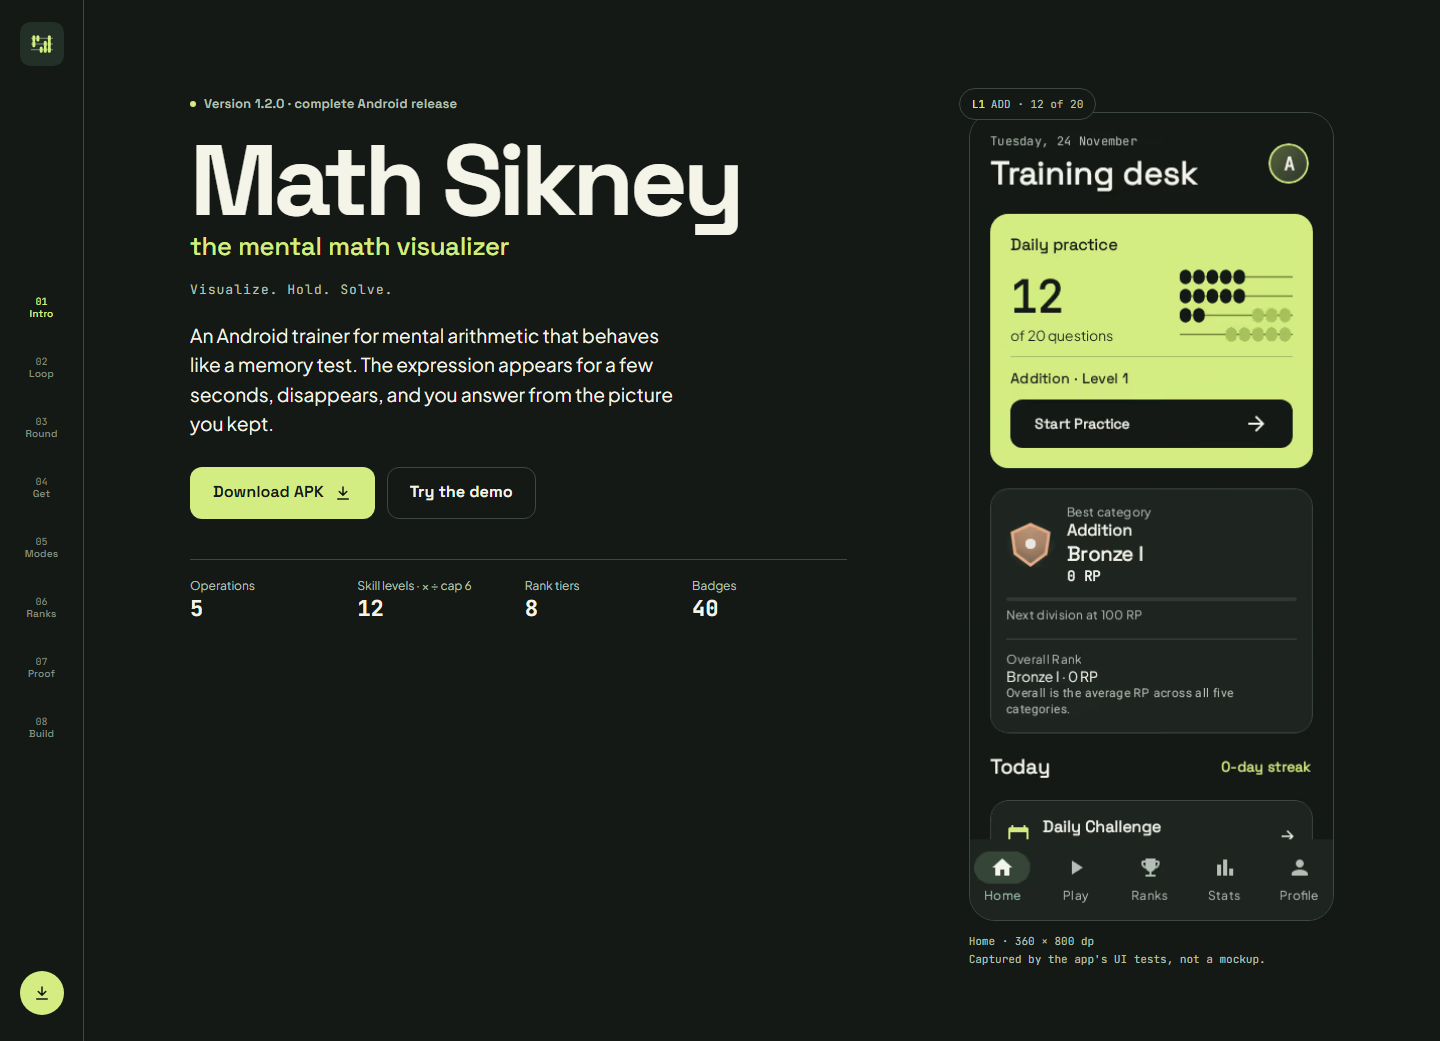 01
Intro
02
Loop
03
Round
04
Get
05
Modes
06
Ranks
07
Proof
08
Build
Version 1.2.0 · complete Android release
Math Sikney
the mental math visualizer
Visualize. Hold. Solve.
An Android trainer for mental arithmetic that behaves
like a memory test. The expression appears for a few
seconds, disappears, and you answer from the picture
you kept.
Download APK
Try the demo
Operations
5
Skill levels · × ÷ cap 6
12
Rank tiers
8
Badges
40
L1 ADD · 12 of 20
Tuesday, 24 November
Training desk
A
Daily practice
12
of 20 questions
Addition · Level 1
Start Practice
Best category
Addition
Bronze I
0 RP
Next division at 100 RP
Overall Rank
Bronze I · 0 RP
Overall is the average RP across all five
categories.
Today
0-day streak
Daily Challenge
Home
Play
Ranks
Stats
Profile
Home · 360 × 800 dp
Captured by the app's UI tests, not a mockup.